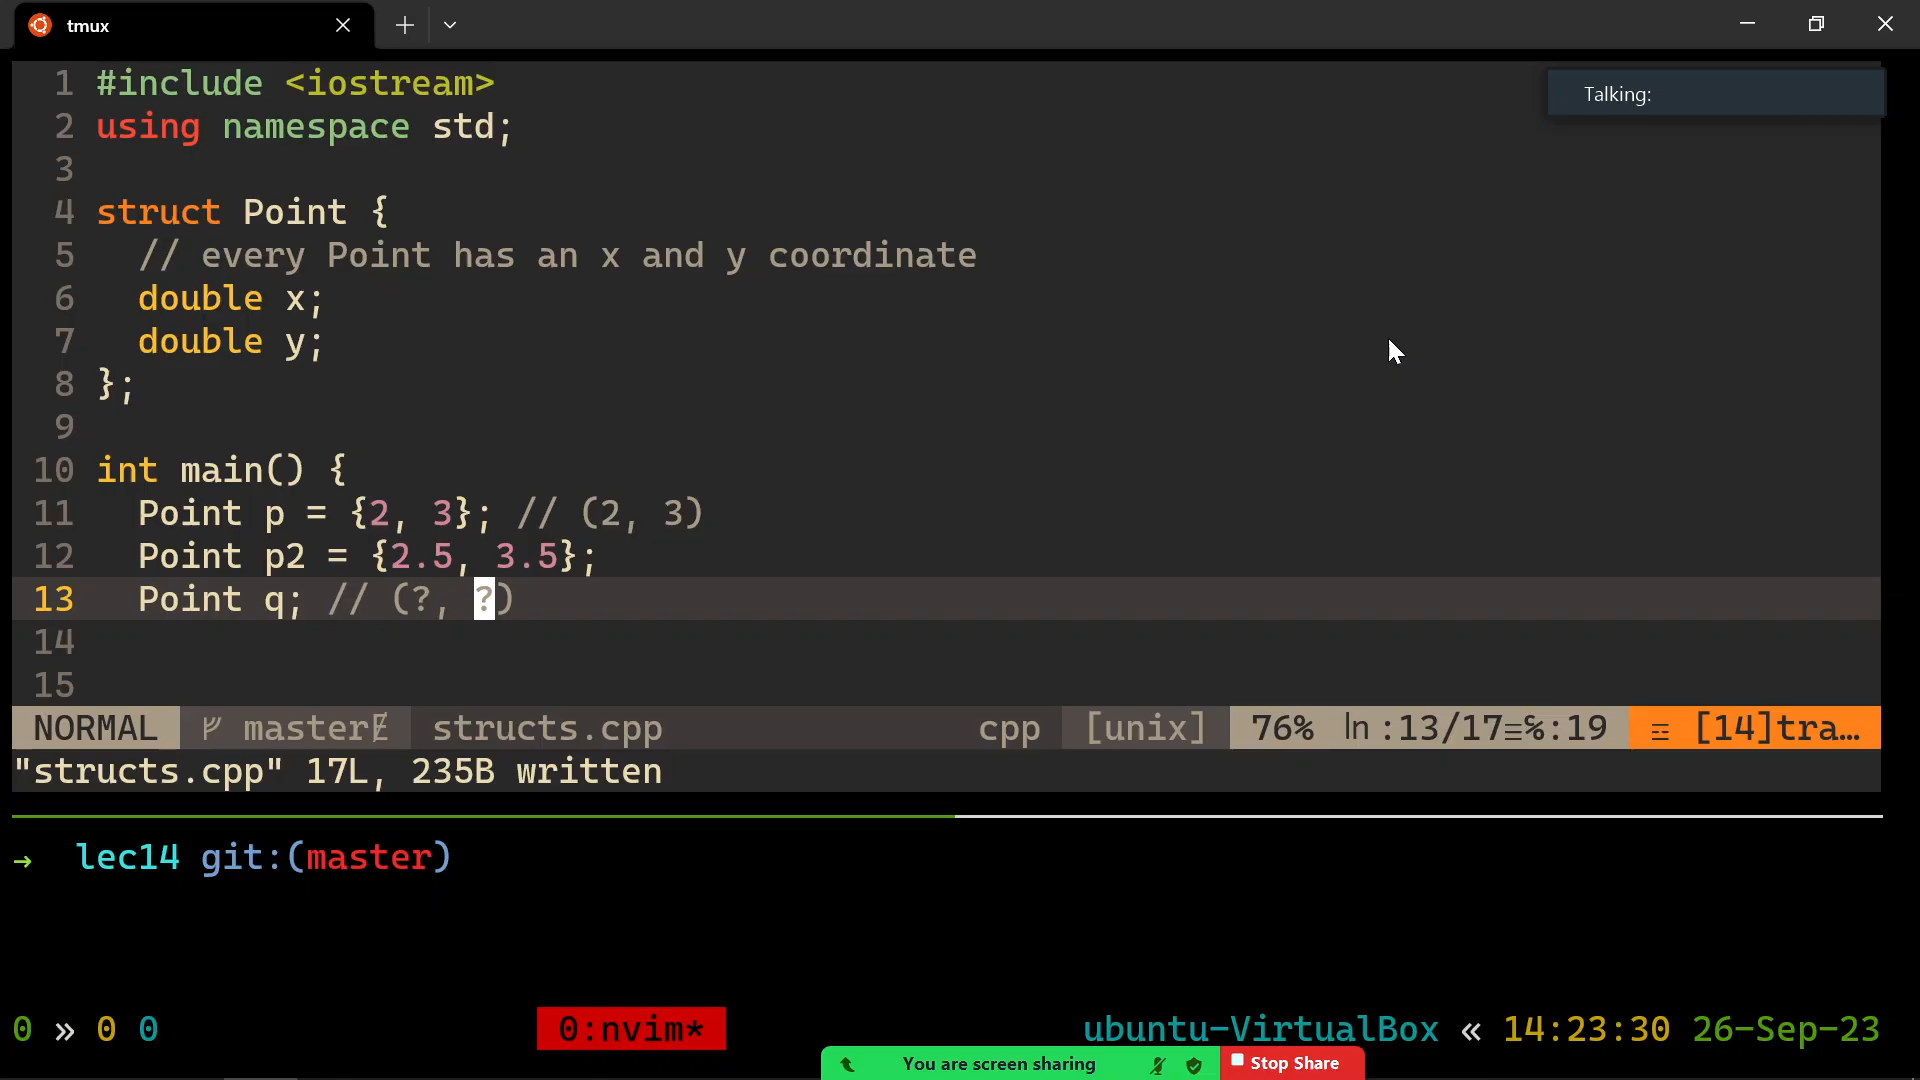 tmux
Talking:
1 #include <iostream>
2 using namespace std;
3
4 struct Point {
5 // every Point has an x and y coordinate
6 double x;
7 double y;
8 };
9
10 int main() {
11 Point p = {2, 3}; // (2, 3)
12 Point p2 = {2.5, 3.5};
13 Point q; // (?, ?)
14
15
NORMAL master structs.cpp cpp [unix] 76% ln :13/17≡℅:19 ☲ [14]tra…
"structs.cpp" 17L, 235B written
→ lec14 git:(master)
0 » 0 0 0:nvim* ubuntu-VirtualBox « 14:23:30 26-Sep-23
You are screen sharing Stop Share